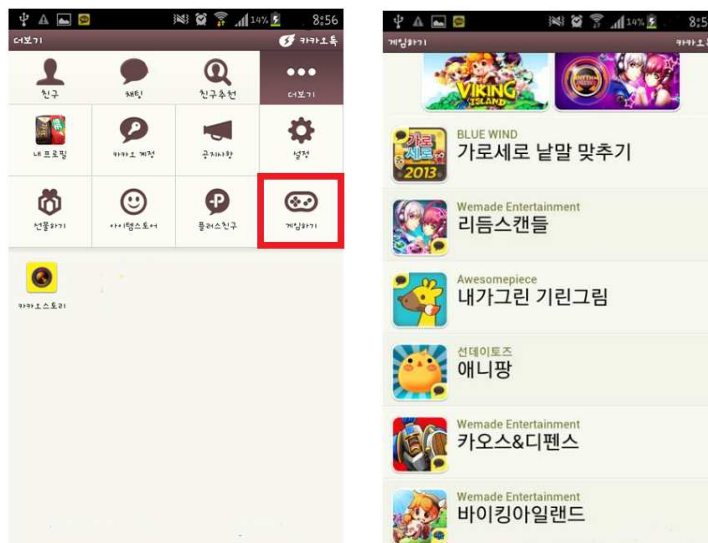 14% 8:56
더보기 카카오톡
친구 채팅 친구추천 더보기
내 프로필 카카오 계정 공지사항 설정
선물하기 아이템스토어 플러스친구 게임하기
카카오스토리
14%
게임하기
VIKING ISLAND
BLUE WIND
가로세로 낱말 맞추기
가로 세로 2013
Wemade Entertainment
리듬스캔들
Awesomepiece
내가그린 기린그림
선데이토즈
애니팡
Wemade Entertainment
카오스&디펜스
Wemade Entertainment
바이킹아일랜드